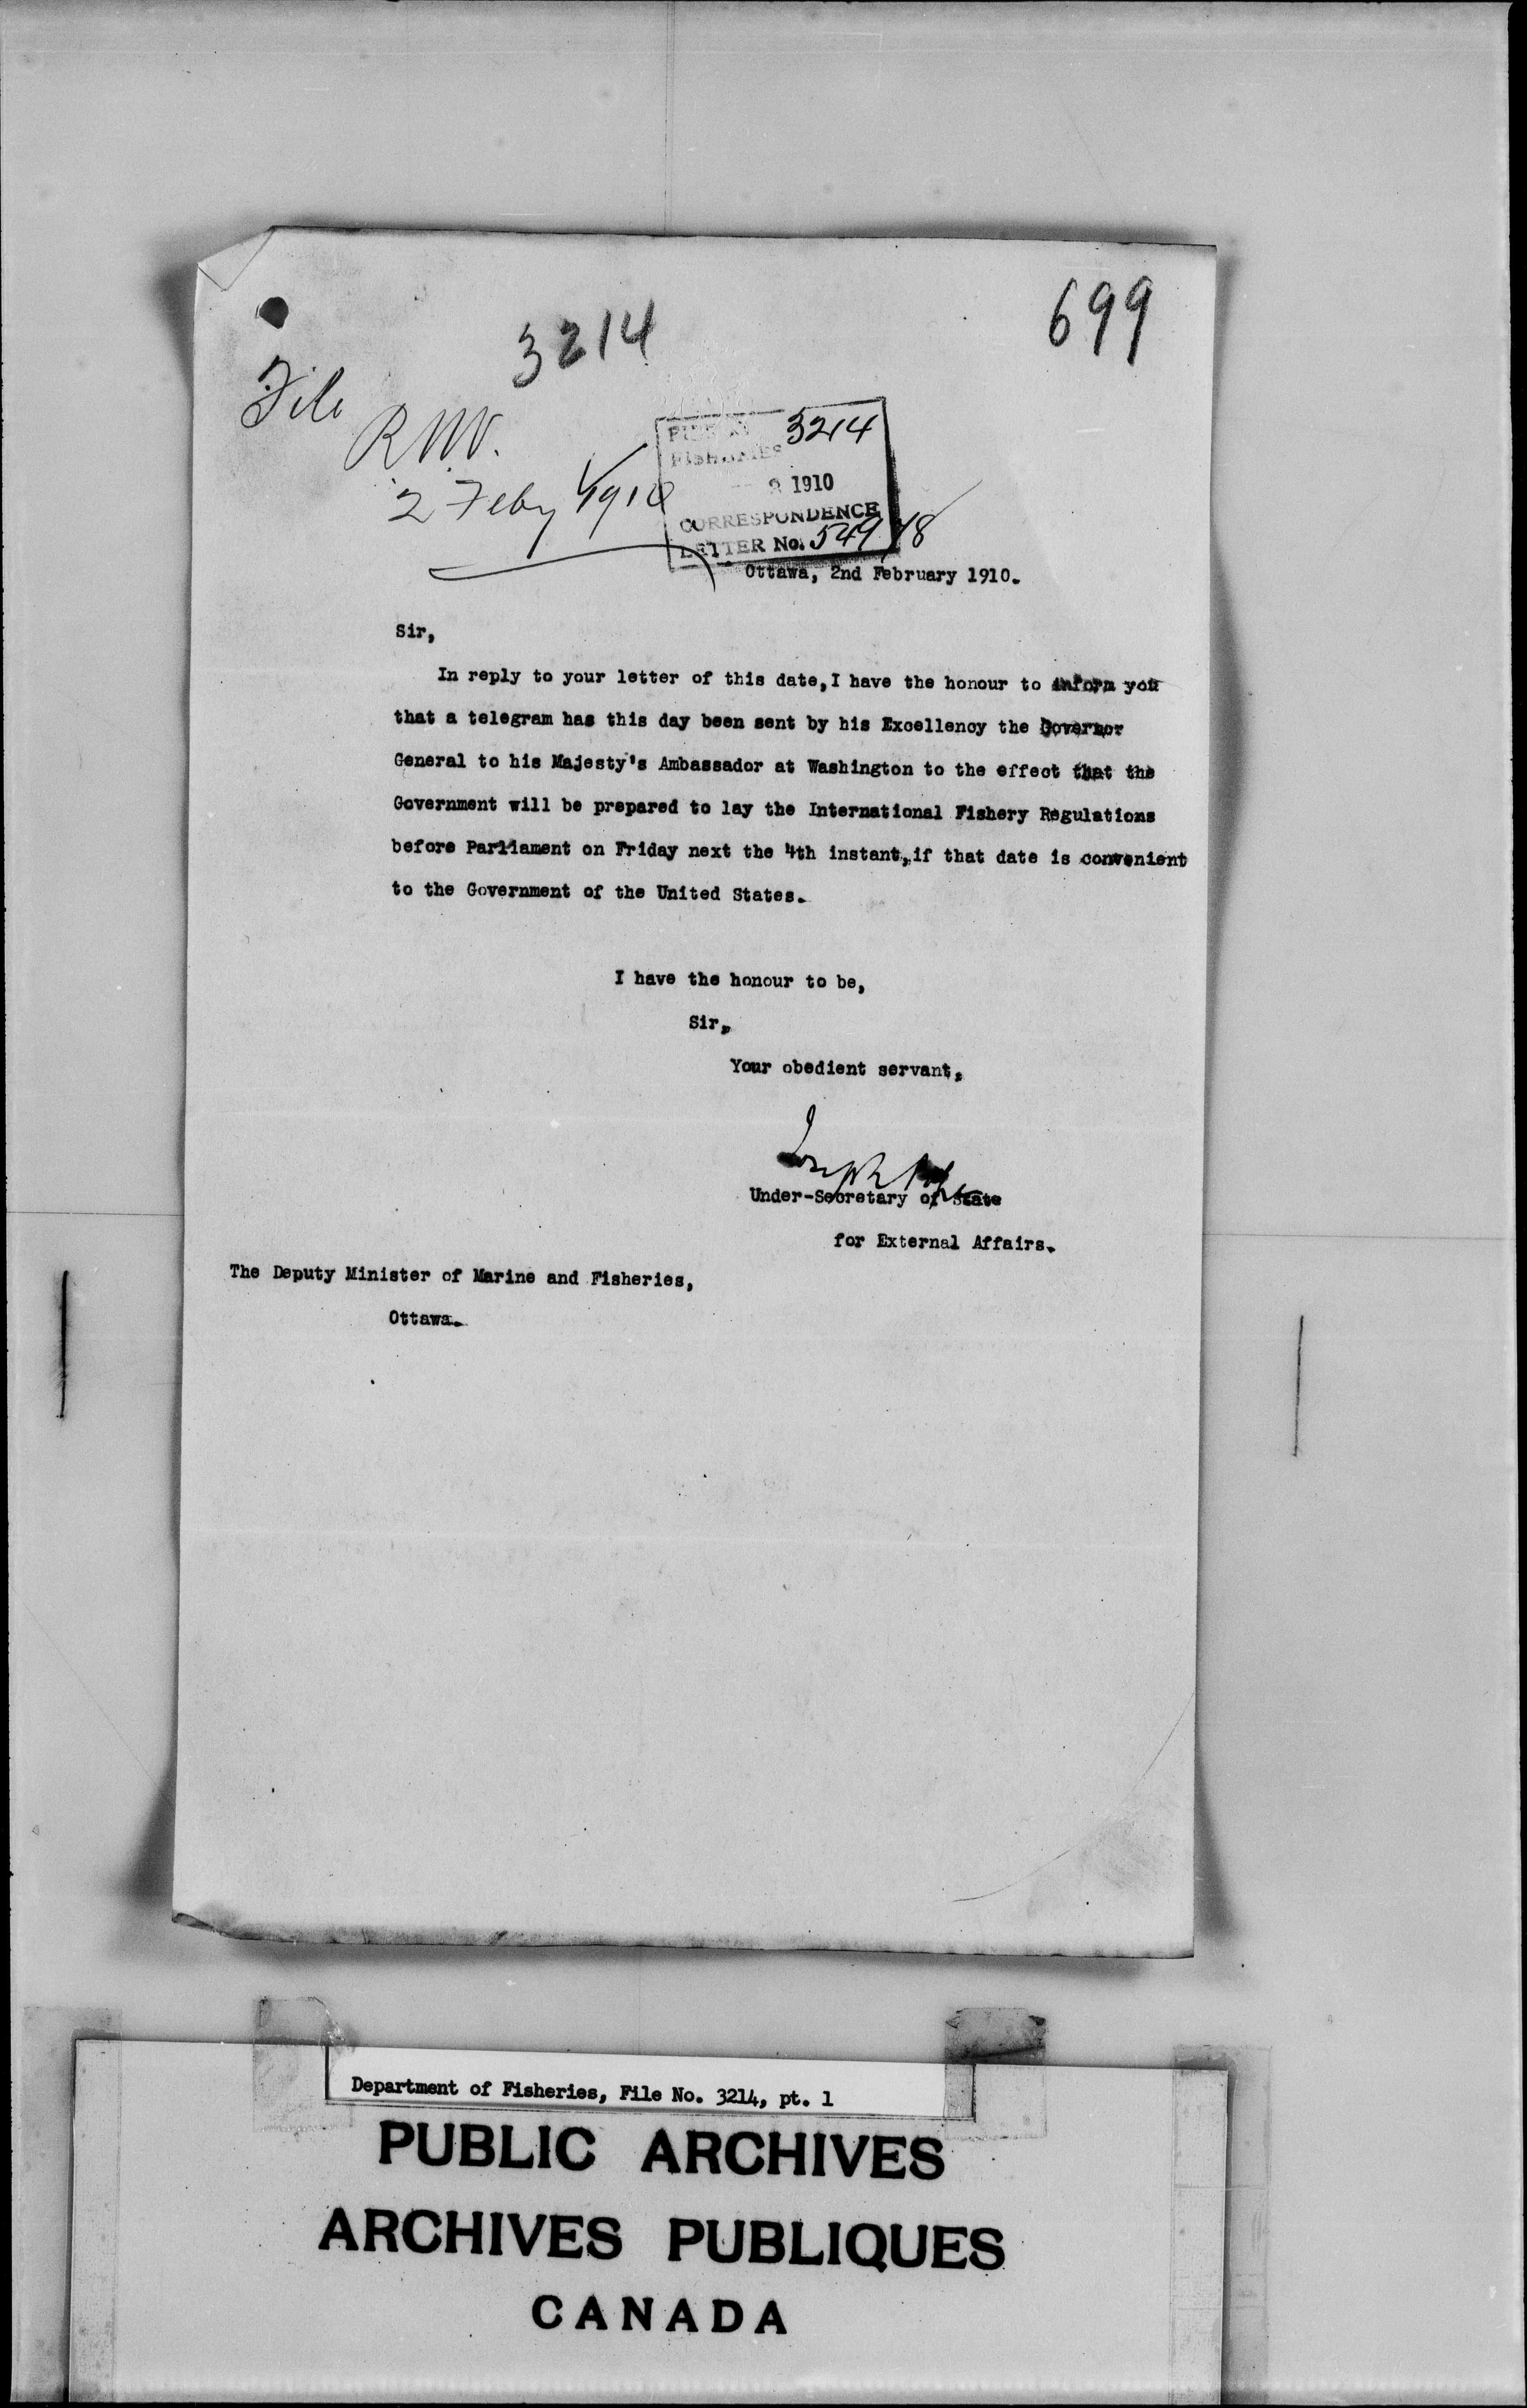 699
3214
File
R W.
2 Feby 1910
3214
FISHERIES
2 1910
CORRESPONDENCE
LETTER No. 54918
Ottawa, 2nd February 1910.
Sir,
In reply to your letter of this date, I have the honour to inform you
that a telegram has this day been sent by his Excellency the Governor
General to his Majesty's Ambassador at Washington to the effect that the
Government will be prepared to lay the International Fishery Regulations
before Parliament on Friday next the 4th instant, if that date is convenient
to the Government of the United States.
I have the honour to be,
Sir,
Your obedient servant,
Joseph Pope
Under-Secretary of State
for External Affairs.
The Deputy Minister of Marine and Fisheries,
Ottawa.
Department of Fisheries, File No. 3214, pt. 1
PUBLIC ARCHIVES
ARCHIVES PUBLIQUES
CANADA